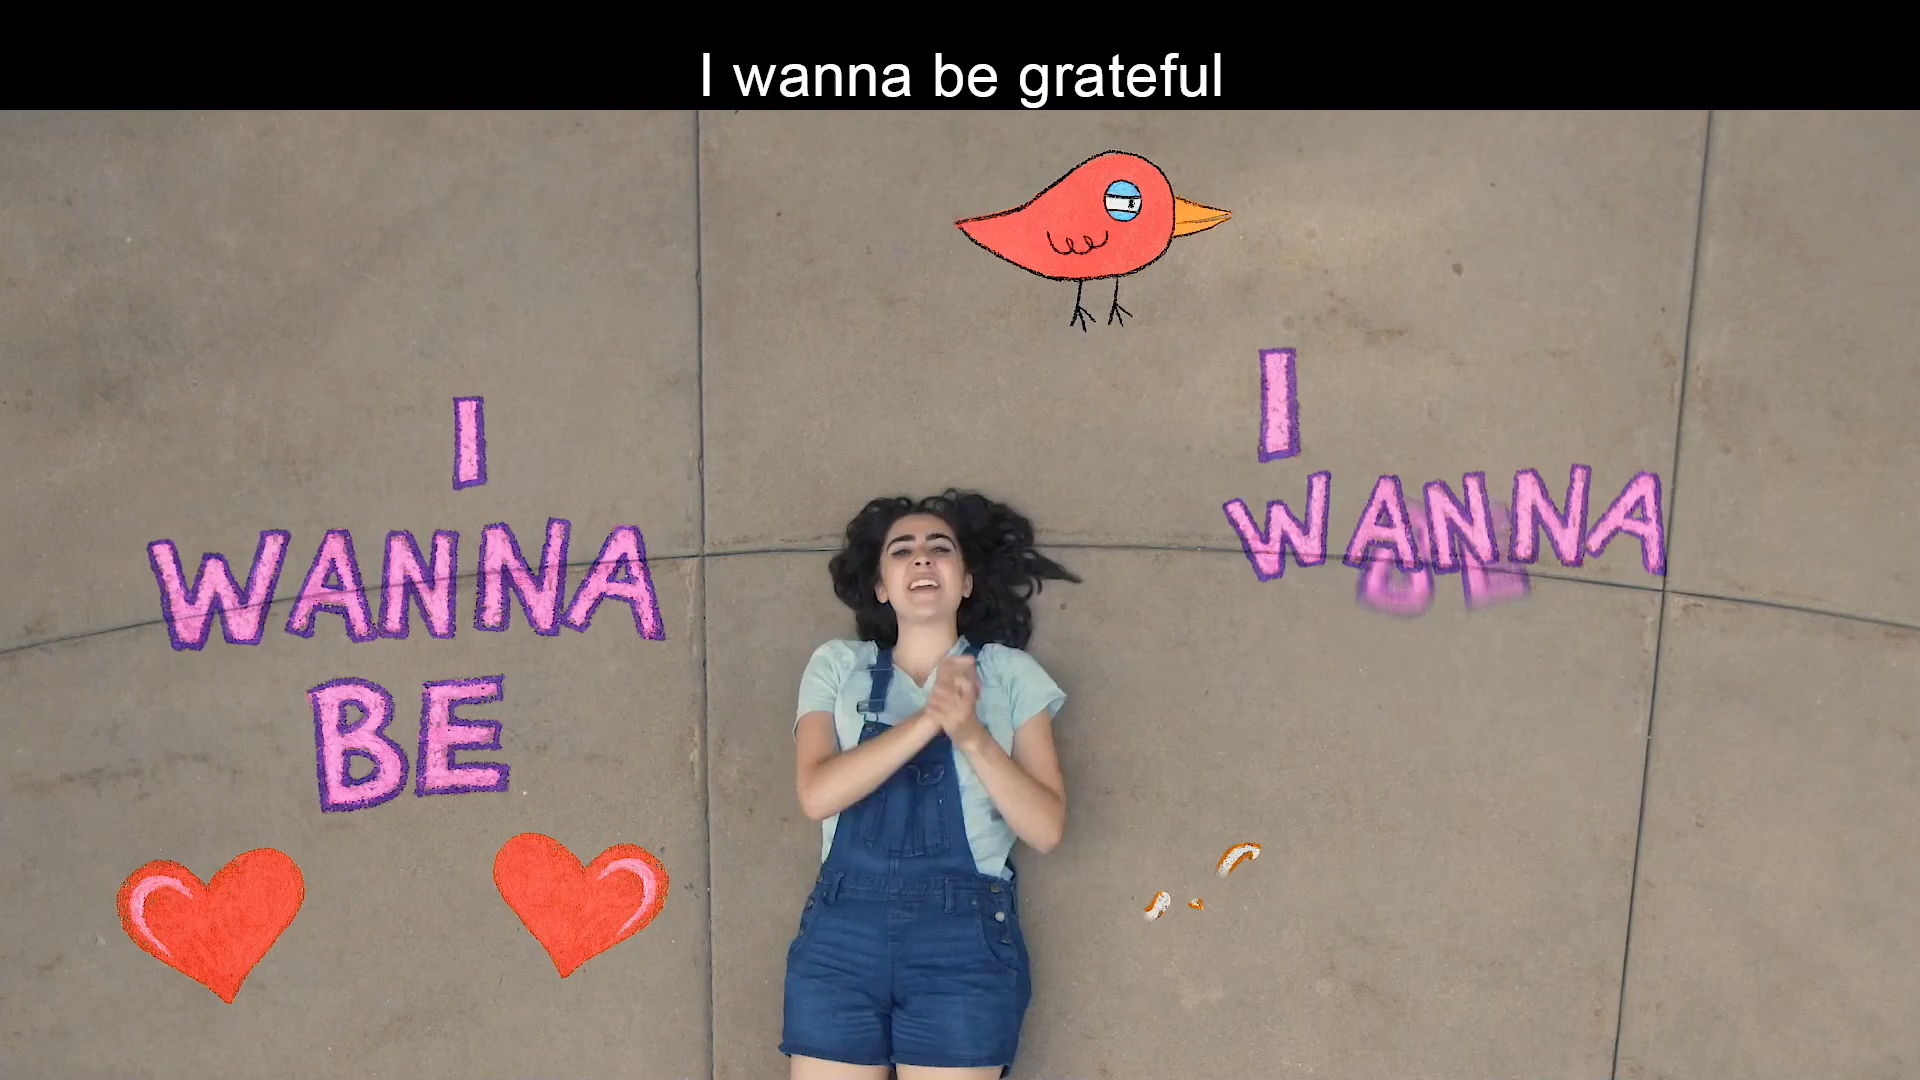 I wanna be grateful
I
WANNA
BE
I
WANNA